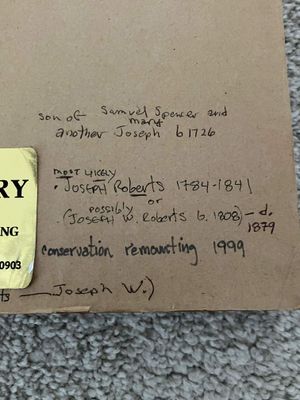 son of Samuel Spencer and
mary
another Joseph b 1726
MOST LIKELY
• JOSEPH Roberts 1784-1841
or
possibly
• (JOSEPH W. Roberts b. 1808) — d.
1879
RY
NG
0903
conservation remounting 1999
ts — JOSEPH W.)